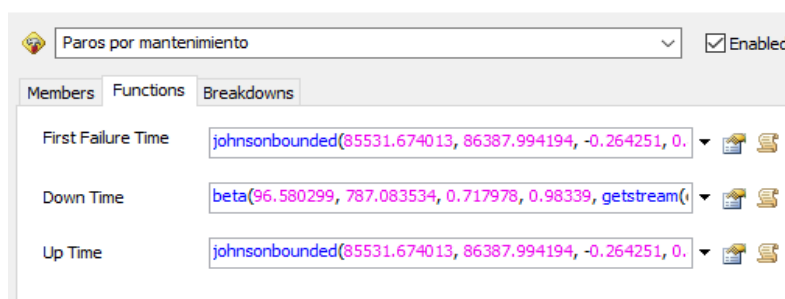 Paros por mantenimiento Enabled
Members Functions Breakdowns
First Failure Time johnsonbounded(85531.674013, 86387.994194, -0.264251, 0.
Down Time beta(96.580299, 787.083534, 0.717978, 0.98339, getstream(
Up Time johnsonbounded(85531.674013, 86387.994194, -0.264251, 0.